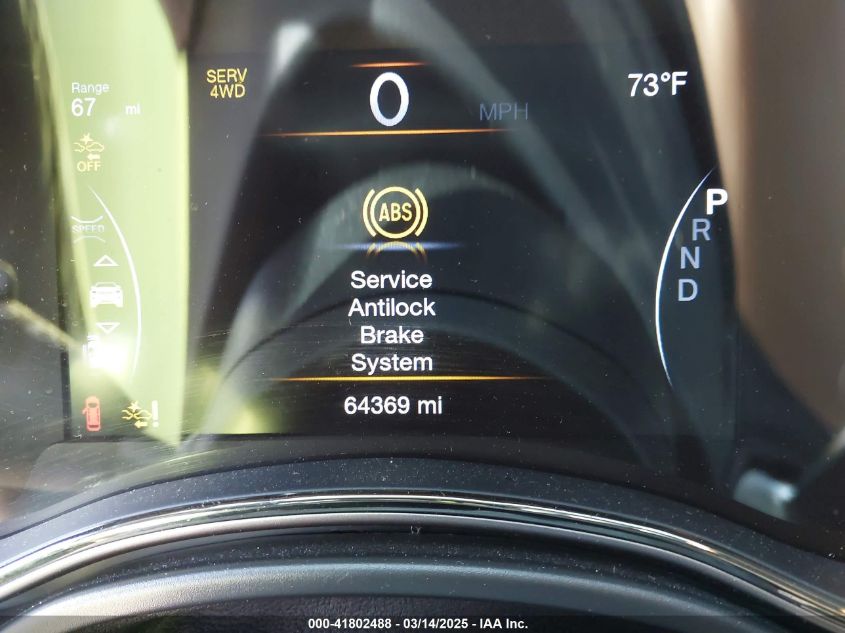 Range
67 mi
SERV
4WD
0 MPH
73°F
OFF
SPEED
ABS
Service
Antilock
Brake
System
64369 mi
P
R
N
D
!
000-41802488 - 03/14/2025 - IAA Inc.